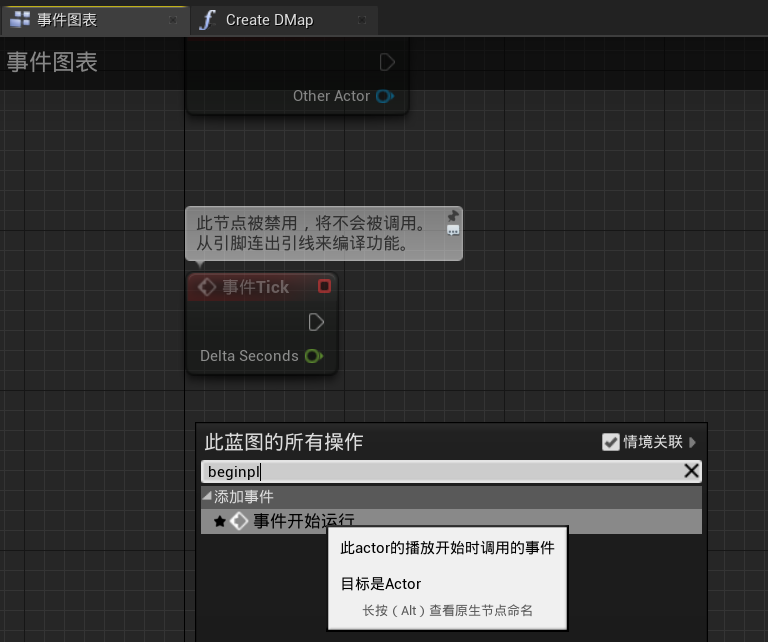 事件图表
Create DMap
事件图表
Other Actor
此节点被禁用，将不会被调用。
从引脚连出引线来编译功能。
事件Tick
Delta Seconds
此蓝图的所有操作
情境关联
beginpl
添加事件
事件开始运行
此actor的播放开始时调用的事件
目标是Actor
长按（Alt）查看原生节点命名